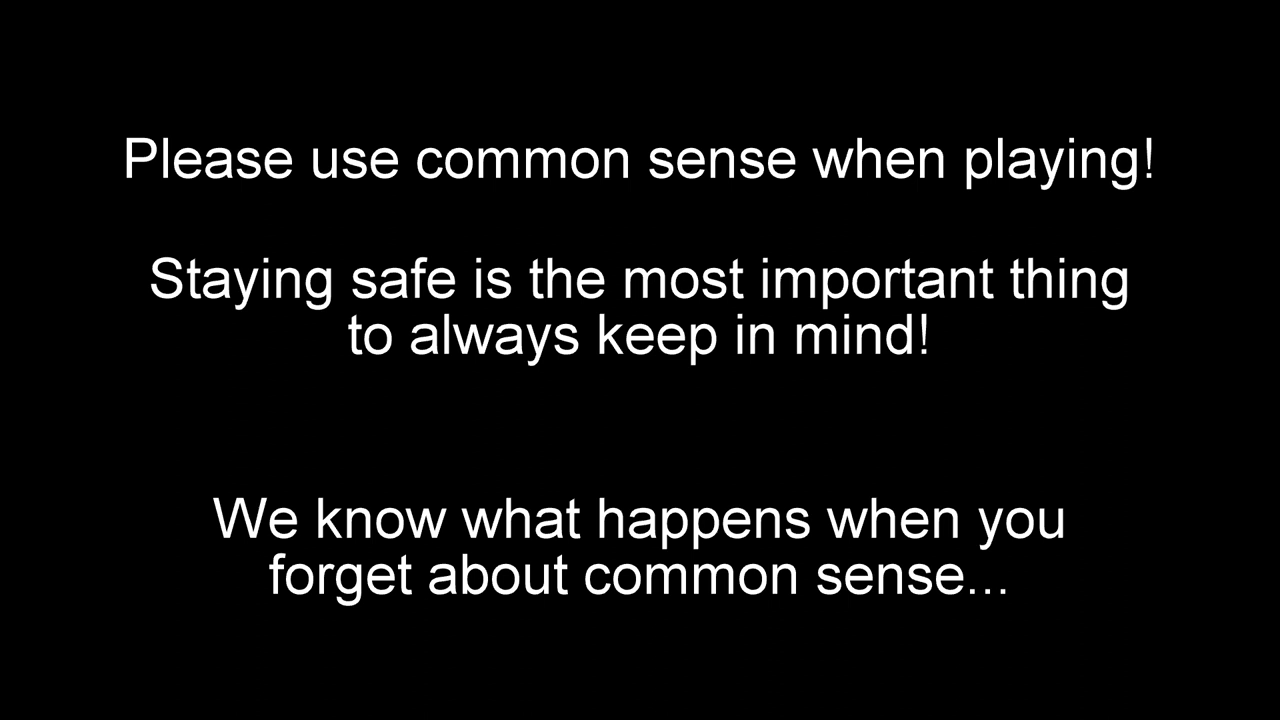 Please use common sense when playing!
Staying safe is the most important thing
to always keep in mind!
We know what happens when you
forget about common sense...